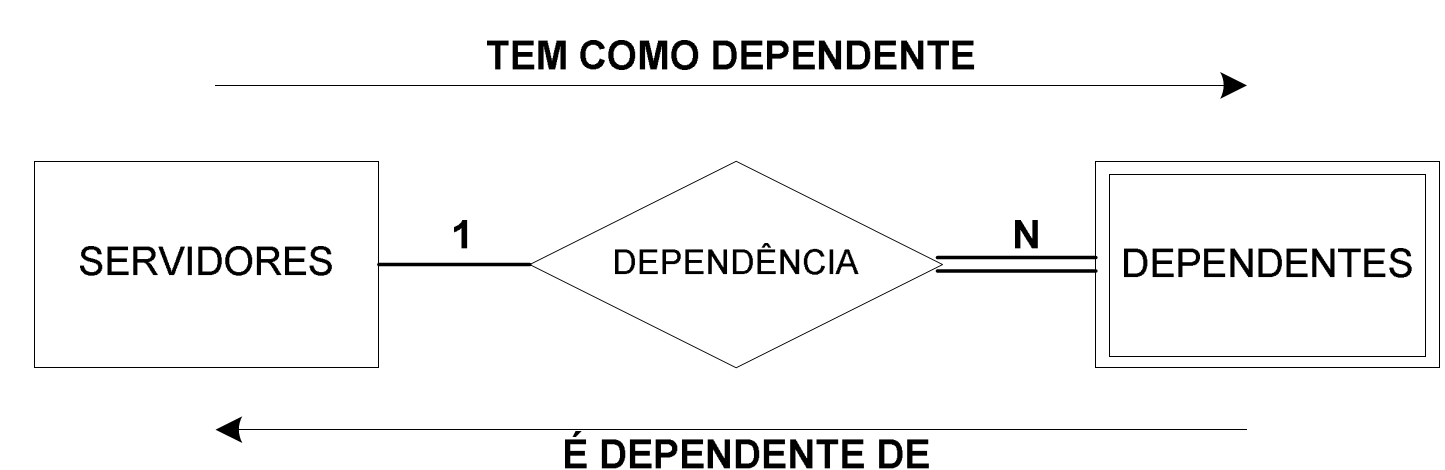 TEM COMO DEPENDENTE
SERVIDORES
1
DEPENDÊNCIA
N
DEPENDENTES
É DEPENDENTE DE